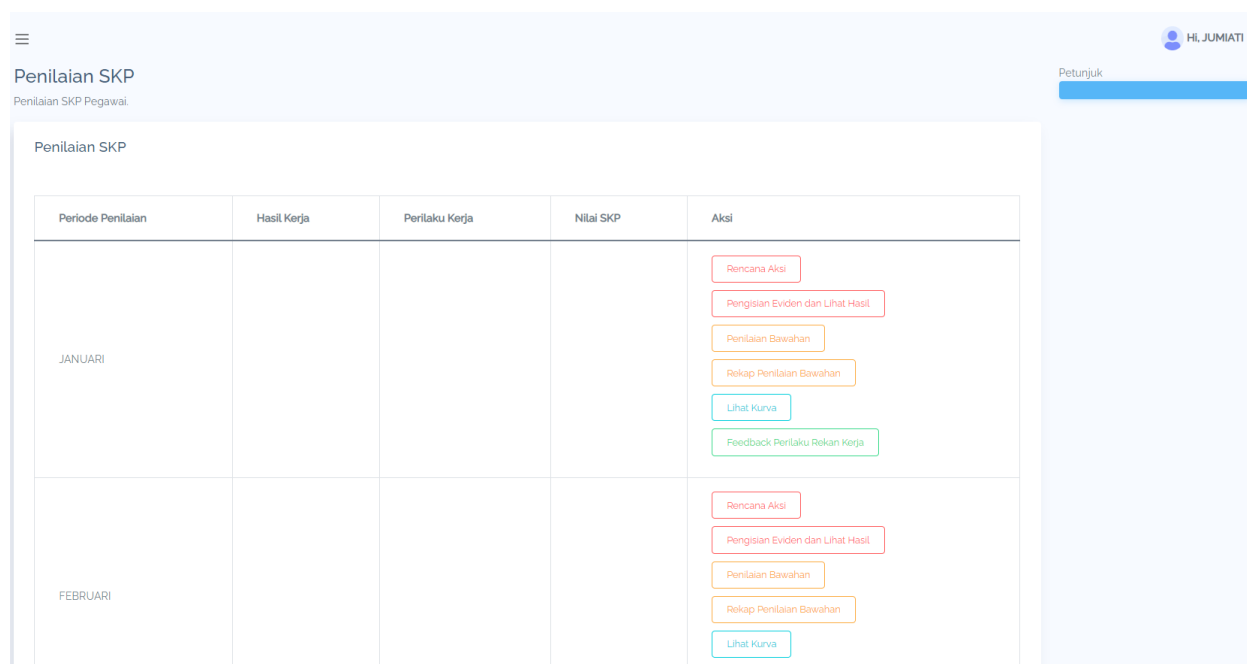 Hi, JUMIATI
Penilaian SKP
Penilaian SKP Pegawai.
Petunjuk
Penilaian SKP
Periode Penilaian Hasil Kerja Perilaku Kerja Nilai SKP Aksi
JANUARI
Rencana Aksi
Pengisian Eviden dan Lihat Hasil
Penilaian Bawahan
Rekap Penilaian Bawahan
Lihat Kurva
Feedback Perilaku Rekan Kerja
FEBRUARI
Rencana Aksi
Pengisian Eviden dan Lihat Hasil
Penilaian Bawahan
Rekap Penilaian Bawahan
Lihat Kurva